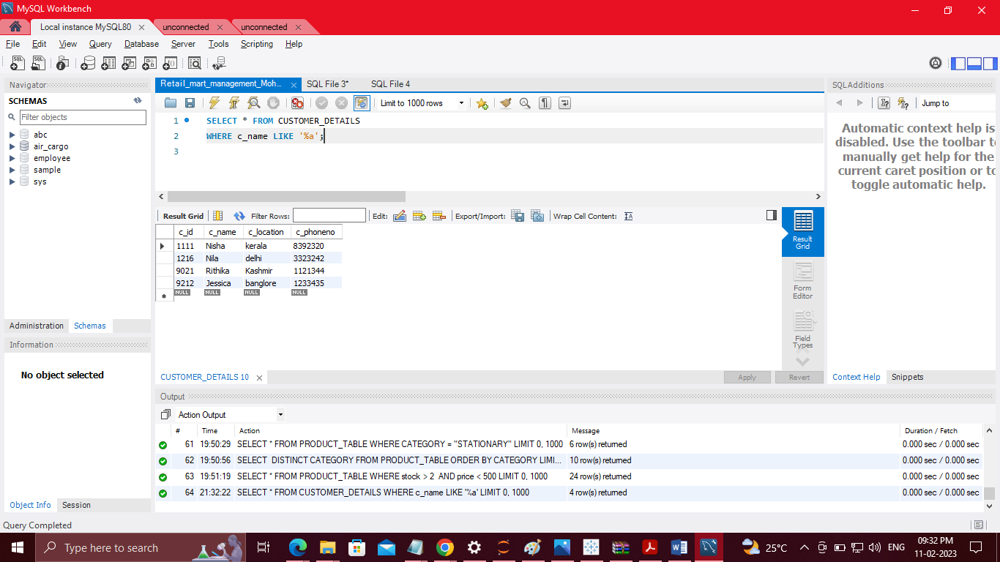 MySQL Workbench
Local instance MySQL80
unconnected
unconnected
File Edit View Query Database Server Tools Scripting Help
Navigator
SCHEMAS
Filter objects
abc
air_cargo
employee
sample
sys
Administration Schemas
Information
No object selected
Object Info Session
Retail_mart_management_Moh... SQL File 3* SQL File 4
Limit to 1000 rows
1 SELECT * FROM CUSTOMER_DETAILS
2 WHERE c_name LIKE '%a';
3
Result Grid Filter Rows: Edit: Export/Import: Wrap Cell Content:
c_id c_name c_location c_phoneno
1111 Nisha kerala 8392320
1216 Nila delhi 3323242
9021 Rithika Kashmir 1121344
9212 Jessica banglore 1233435
NULL NULL NULL NULL
Result Grid
Form Editor
Field Types
CUSTOMER_DETAILS 10
Apply Revert
SQLAdditions
Jump to
Automatic context help is
disabled. Use the toolbar to
manually get help for the
current caret position or to
toggle automatic help.
Context Help Snippets
Output
Action Output
# Time Action Message Duration / Fetch
61 19:50:29 SELECT * FROM PRODUCT_TABLE WHERE CATEGORY = "STATIONARY" LIMIT 0, 1000 6 row(s) returned 0.000 sec / 0.000 sec
62 19:50:56 SELECT DISTINCT CATEGORY FROM PRODUCT_TABLE ORDER BY CATEGORY LIMI... 10 row(s) returned 0.000 sec / 0.000 sec
63 19:51:19 SELECT * FROM PRODUCT_TABLE WHERE stock > 2 AND price < 500 LIMIT 0, 1000 24 row(s) returned 0.000 sec / 0.000 sec
64 21:32:22 SELECT * FROM CUSTOMER_DETAILS WHERE c_name LIKE '%a' LIMIT 0, 1000 4 row(s) returned 0.000 sec / 0.000 sec
Query Completed
Type here to search
25°C ENG 09:32 PM
11-02-2023